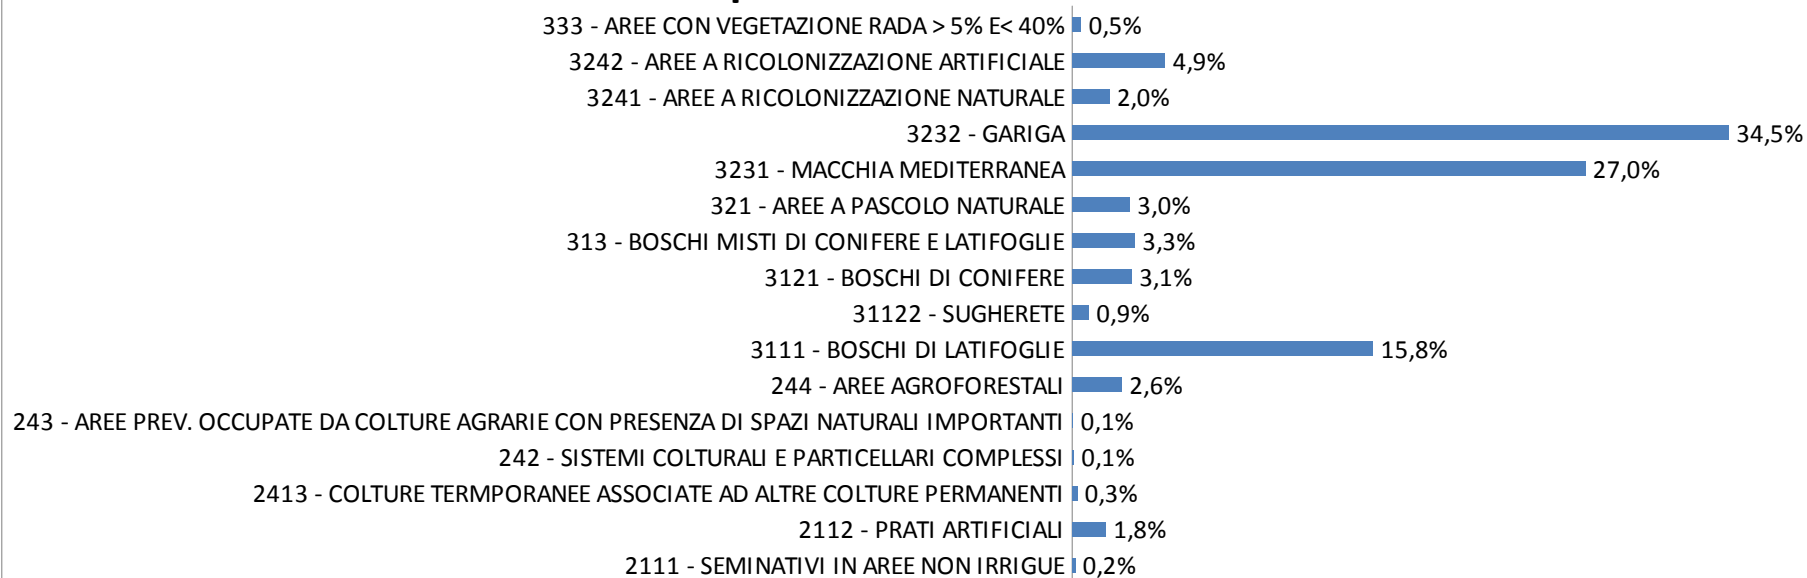 333 - AREE CON VEGETAZIONE RADA > 5% E< 40% 0,5%
3242 - AREE A RICOLONIZZAZIONE ARTIFICIALE 4,9%
3241 - AREE A RICOLONIZZAZIONE NATURALE 2,0%
3232 - GARIGA 34,5%
3231 - MACCHIA MEDITERRANEA 27,0%
321 - AREE A PASCOLO NATURALE 3,0%
313 - BOSCHI MISTI DI CONIFERE E LATIFOGLIE 3,3%
3121 - BOSCHI DI CONIFERE 3,1%
31122 - SUGHERETE 0,9%
3111 - BOSCHI DI LATIFOGLIE 15,8%
244 - AREE AGROFORESTALI 2,6%
243 - AREE PREV. OCCUPATE DA COLTURE AGRARIE CON PRESENZA DI SPAZI NATURALI IMPORTANTI 0,1%
242 - SISTEMI COLTURALI E PARTICELLARI COMPLESSI 0,1%
2413 - COLTURE TERMPORANEE ASSOCIATE AD ALTRE COLTURE PERMANENTI 0,3%
2112 - PRATI ARTIFICIALI 1,8%
2111 - SEMINATIVI IN AREE NON IRRIGUE 0,2%